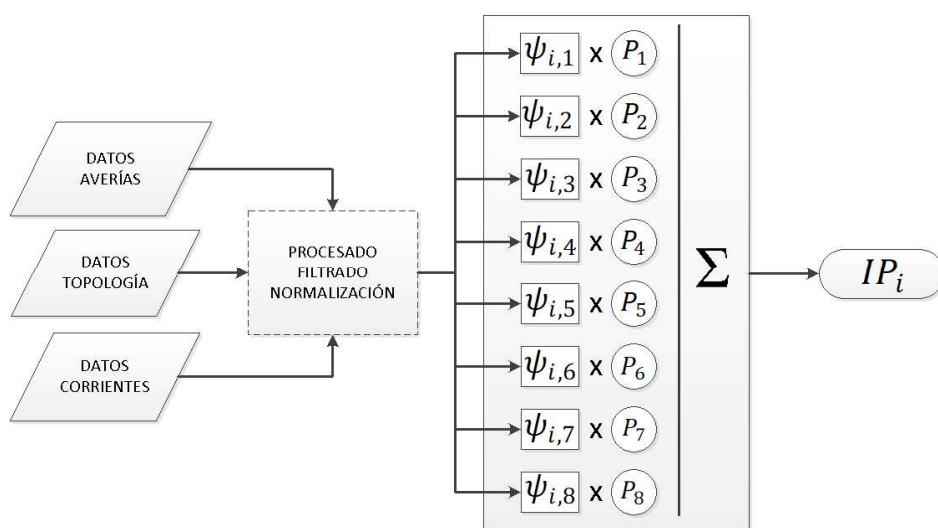 DATOS
AVERÍAS
DATOS
TOPOLOGÍA
DATOS
CORRIENTES
PROCESADO
FILTRADO
NORMALIZACIÓN
ψi,1 x P1
ψi,2 x P2
ψi,3 x P3
ψi,4 x P4
ψi,5 x P5
ψi,6 x P6
ψi,7 x P7
ψi,8 x P8
Σ
IPi